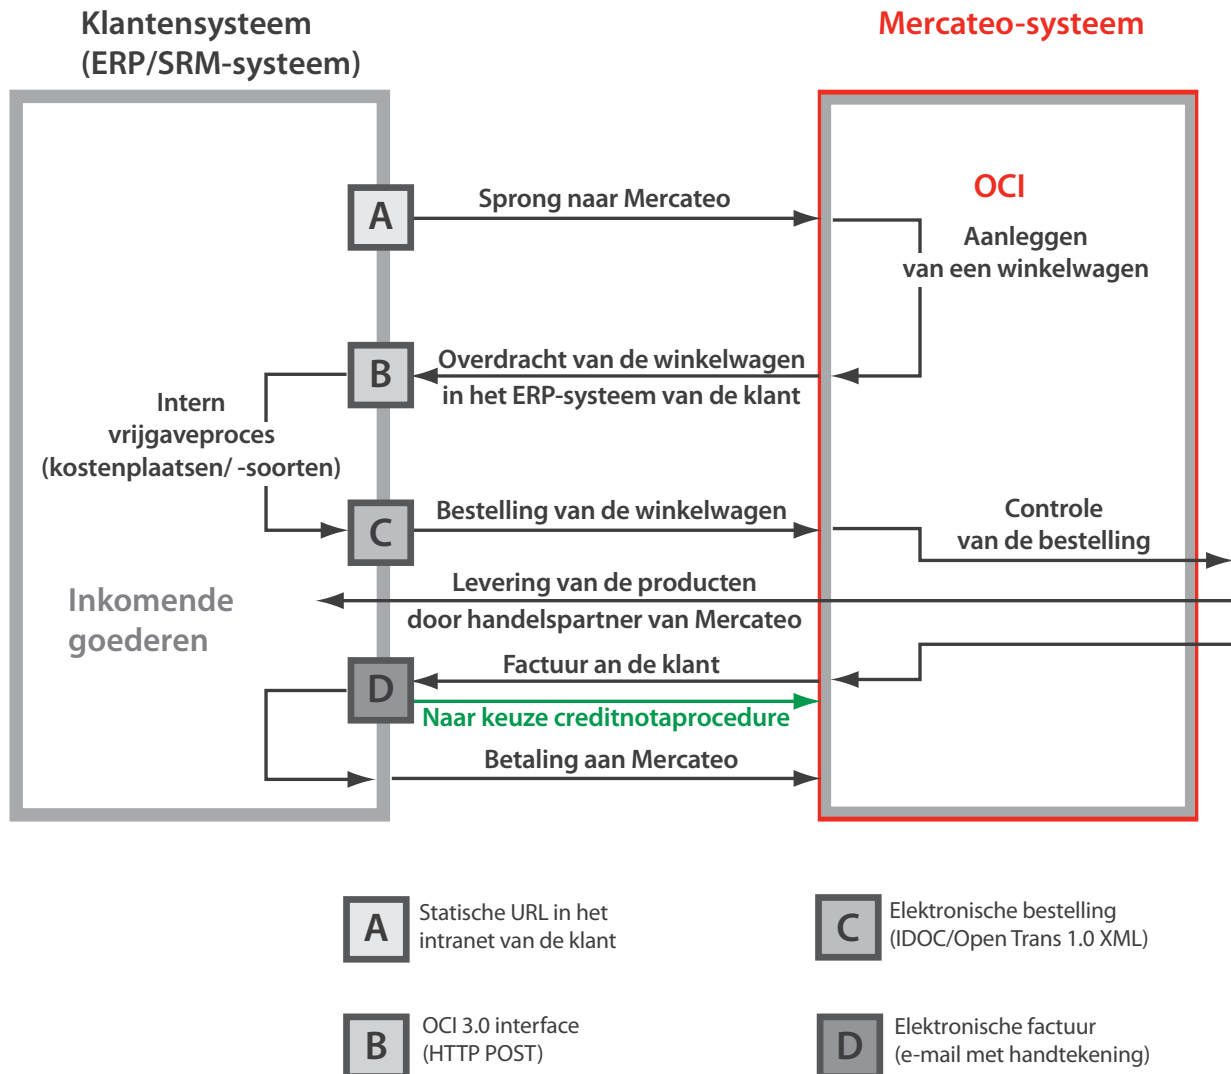 Klantensysteem
(ERP/SRM-systeem)
Mercateo-systeem
A
Sprong naar Mercateo
OCI
Aanleggen
van een winkelwagen
B
Overdracht van de winkelwagen
in het ERP-systeem van de klant
Intern
vrijgaveproces
(kostenplaatsen/ -soorten)
C
Bestelling van de winkelwagen
Controle
van de bestelling
Levering van de producten
door handelspartner van Mercateo
Inkomende
goederen
D
Factuur an de klant
Naar keuze creditnotaprocedure
Betaling aan Mercateo
A
Statische URL in het
intranet van de klant
C
Elektronische bestelling
(IDOC/Open Trans 1.0 XML)
B
OCI 3.0 interface
(HTTP POST)
D
Elektronische factuur
(e-mail met handtekening)